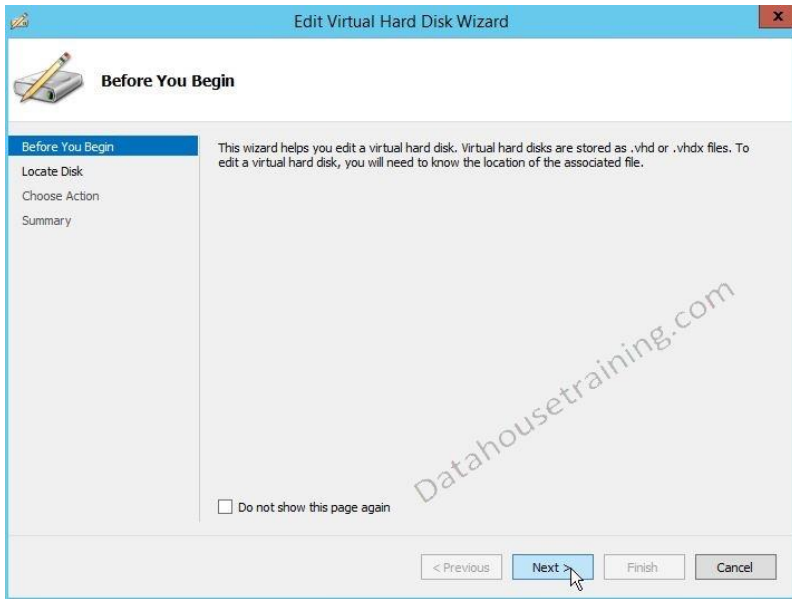 Edit Virtual Hard Disk Wizard
x
Before You Begin
Before You Begin
Locate Disk
Choose Action
Summary
This wizard helps you edit a virtual hard disk. Virtual hard disks are stored as .vhd or .vhdx files. To
edit a virtual hard disk, you will need to know the location of the associated file.
Datahousetraining.com
Do not show this page again
< Previous
Next >
Finish
Cancel